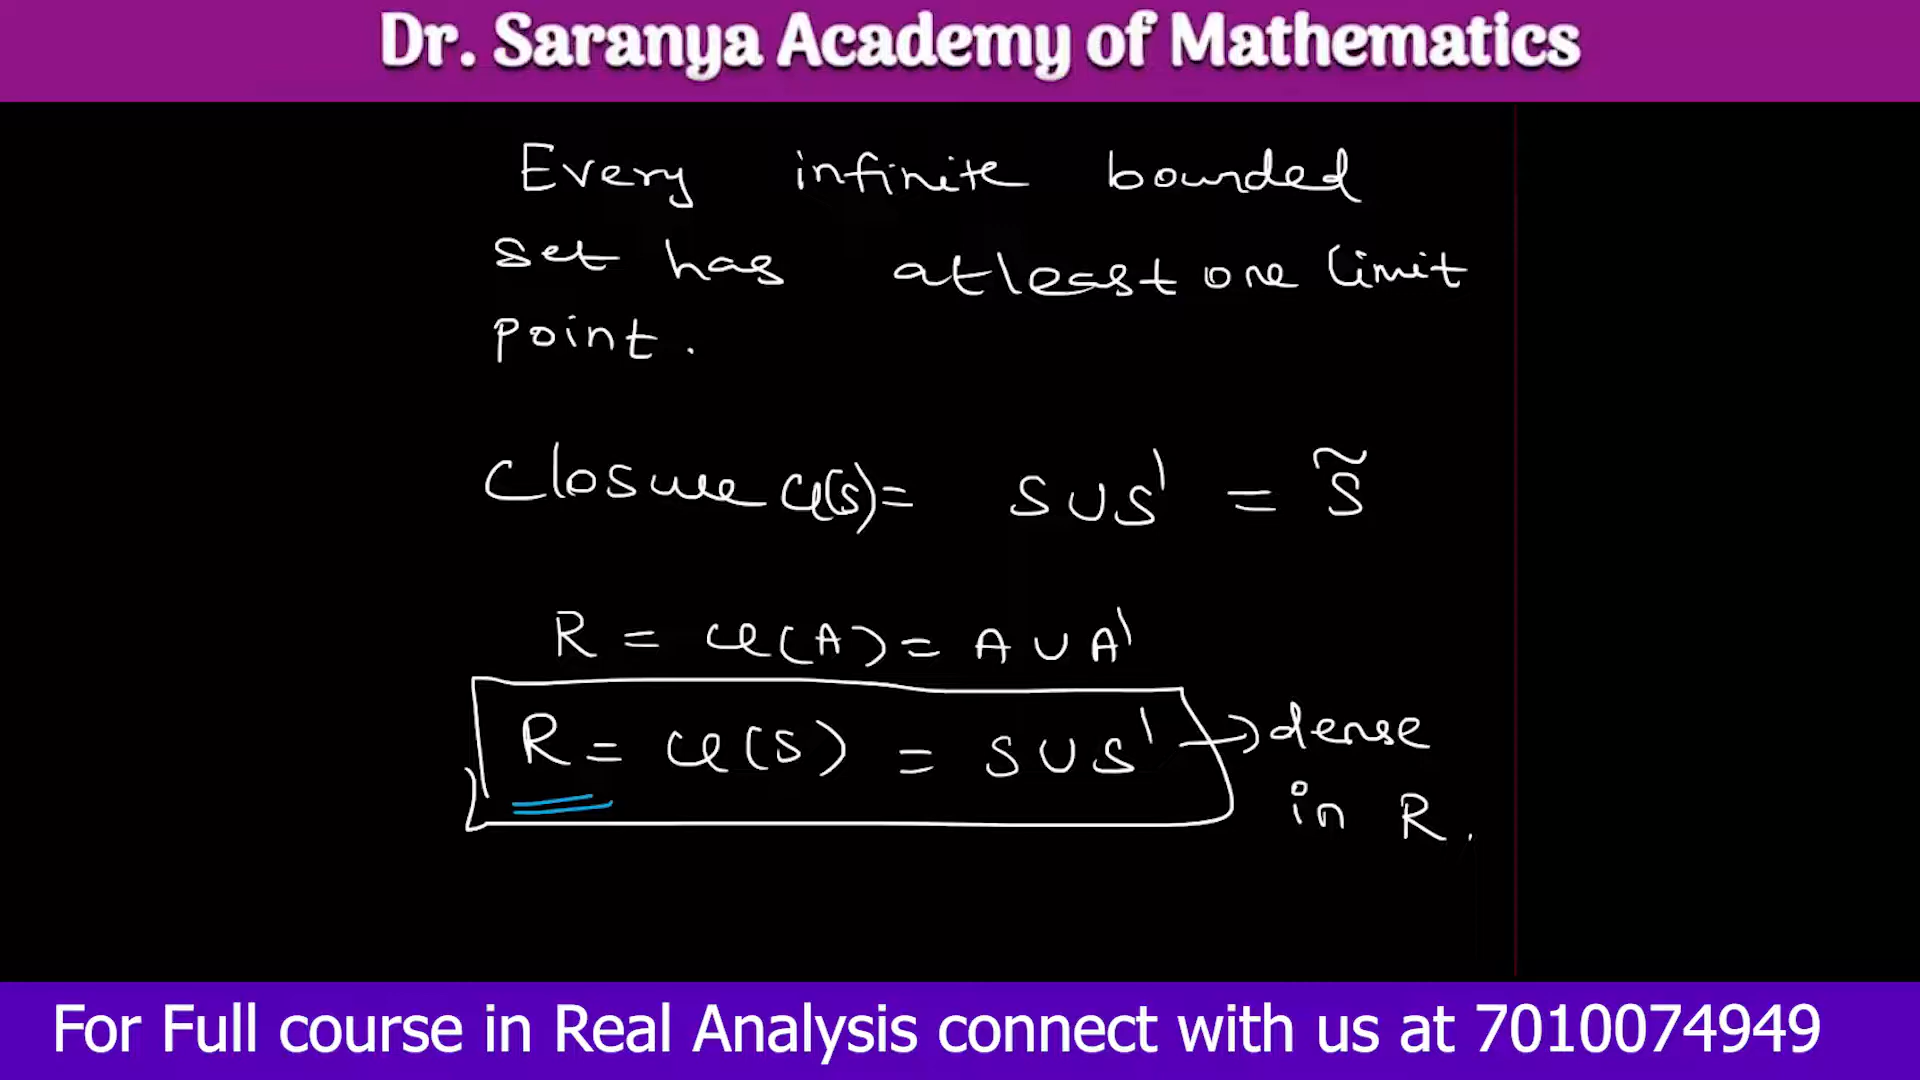 Dr. Saranya Academy of Mathematics
Every infinite bounded
set has atleast one limit
point.
Closure cl(S) = S ∪ S' = S̃
R = cl(A) = A ∪ A'
R = cl(S) = S ∪ S' → dense
in R.
For Full course in Real Analysis connect with us at 7010074949